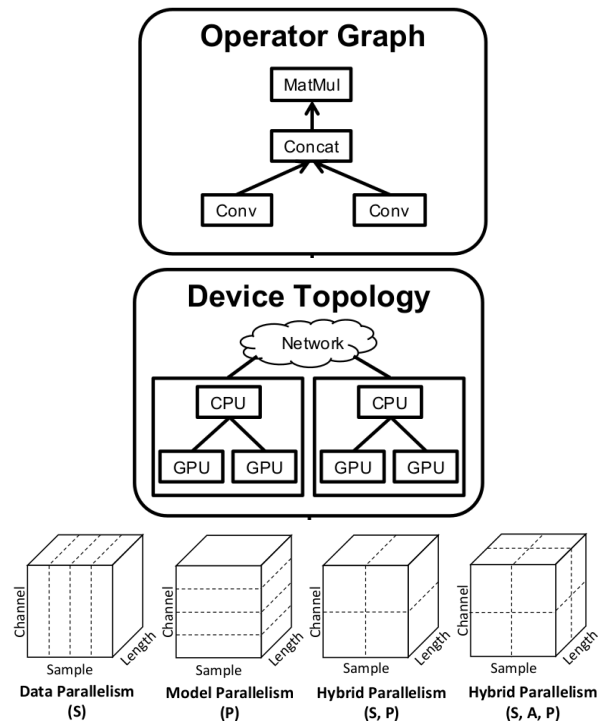 Operator Graph
MatMul
Concat
Conv Conv
Device Topology
Network
CPU CPU
GPU GPU GPU GPU
Channel Length Channel Length Channel Length Channel Length
Sample Sample Sample Sample
Data Parallelism Model Parallelism Hybrid Parallelism Hybrid Parallelism
(S) (P) (S, P) (S, A, P)